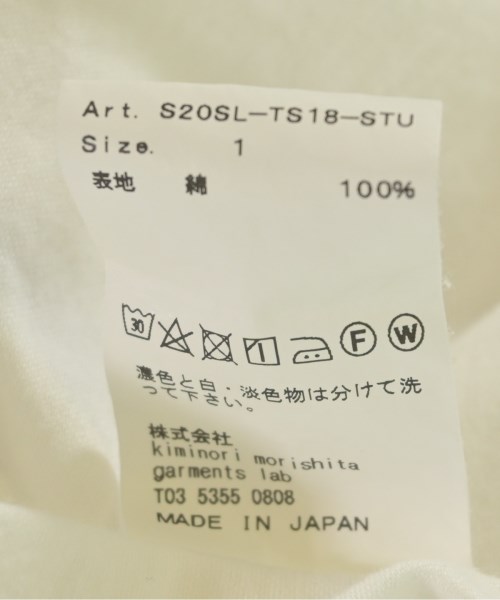 Art. S20SL-TS18-STU
Size. 1
表地 綿 100%
30 F W
濃色と白・淡色物は分けて洗
って下さい。
株式会社
kiminori morishita
garments lab
T03 5355 0808
MADE IN JAPAN